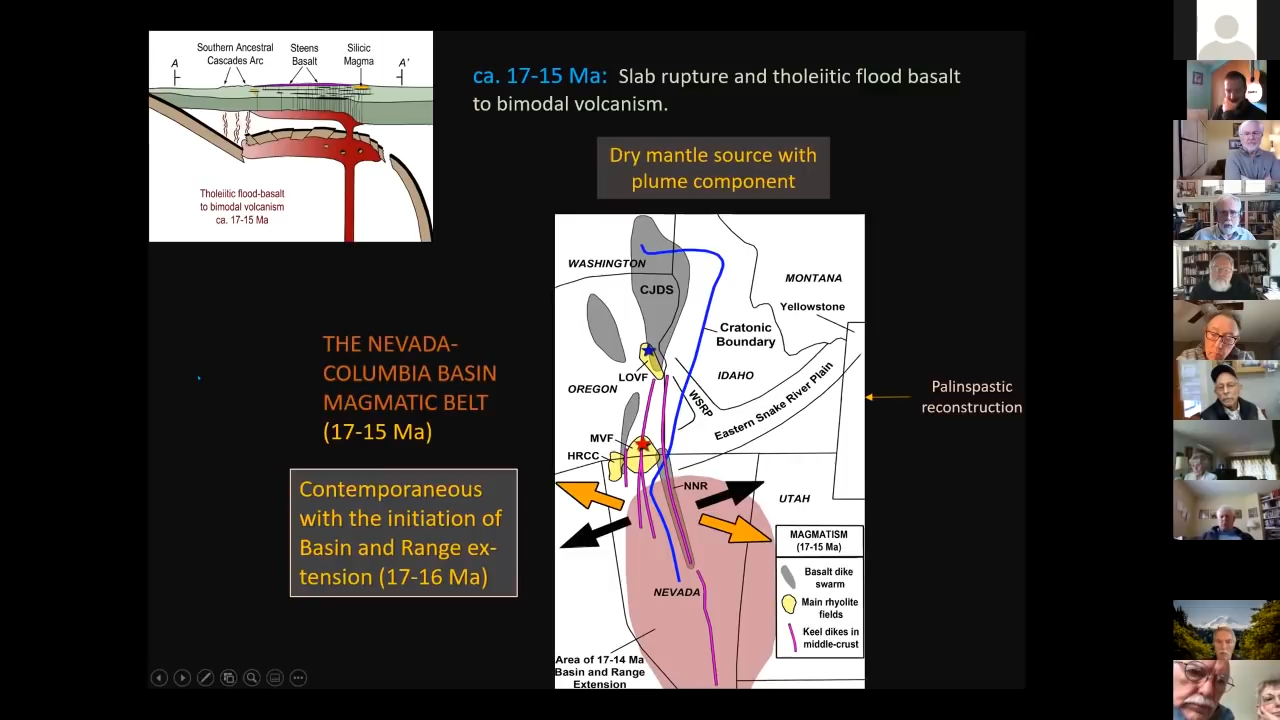 Southern Ancestral
Cascades Arc
Steens
Basalt
Silicic
Magma
A
A'
Tholeiitic flood-basalt
to bimodal volcanism
ca. 17-15 Ma
ca. 17-15 Ma: Slab rupture and tholeiitic flood basalt
to bimodal volcanism.
Dry mantle source with
plume component
THE NEVADA-
COLUMBIA BASIN
MAGMATIC BELT
(17-15 Ma)
Contemporaneous
with the initiation of
Basin and Range ex-
tension (17-16 Ma)
WASHINGTON
MONTANA
CJDS
Yellowstone
Cratonic
Boundary
LOVF
IDAHO
OREGON
WSRP
Eastern Snake River Plain
MVF
HRCC
NNR
UTAH
NEVADA
Area of 17-14 Ma
Basin and Range
Extension
MAGMATISM
(17-15 Ma)
Basalt dike
swarm
Main rhyolite
fields
Keel dikes in
middle-crust
Palinspastic
reconstruction